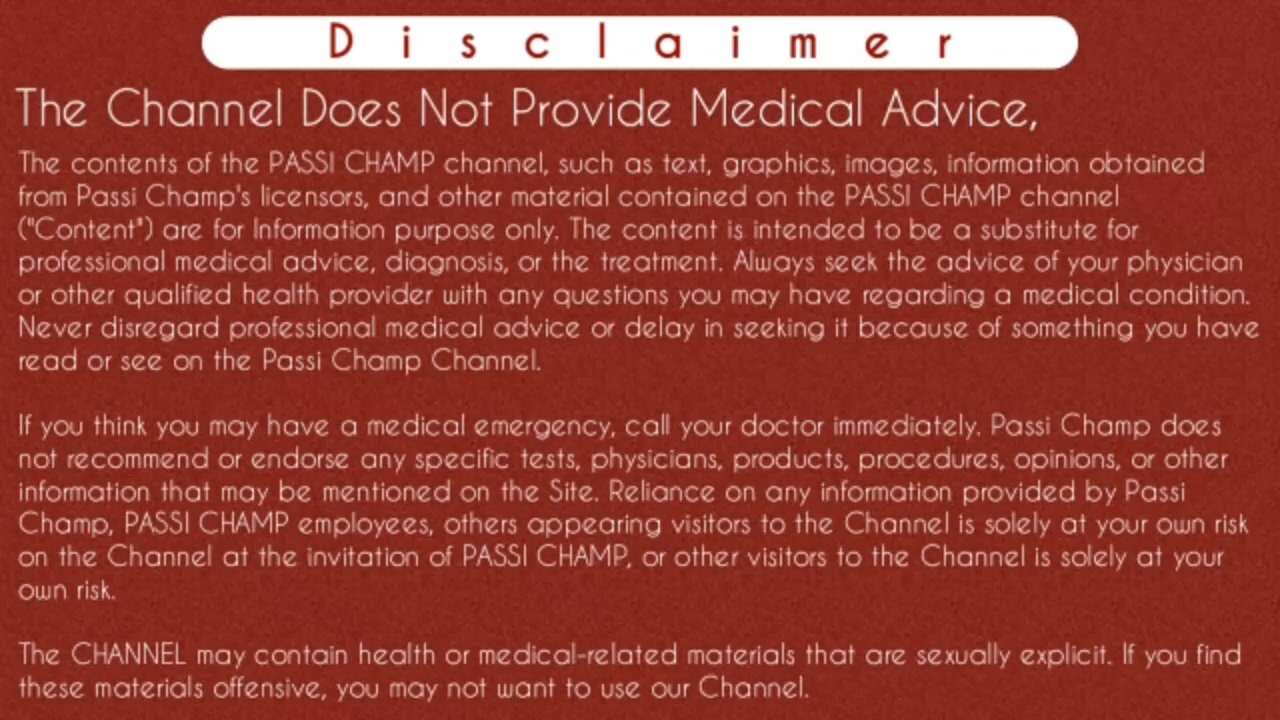 Disclaimer
The Channel Does Not Provide Medical Advice,
The contents of the PASSI CHAMP channel, such as text, graphics, images, information obtained
from Passi Champ's licensors, and other material contained on the PASSI CHAMP channel
("Content") are for Information purpose only. The content is intended to be a substitute for
professional medical advice, diagnosis, or the treatment. Always seek the advice of your physician
or other qualified health provider with any questions you may have regarding a medical condition.
Never disregard professional medical advice or delay in seeking it because of something you have
read or see on the Passi Champ Channel.
If you think you may have a medical emergency, call your doctor immediately. Passi Champ does
not recommend or endorse any specific tests, physicians, products, procedures, opinions, or other
information that may be mentioned on the Site. Reliance on any information provided by Passi
Champ, PASSI CHAMP employees, others appearing visitors to the Channel is solely at your own risk
on the Channel at the invitation of PASSI CHAMP, or other visitors to the Channel is solely at your
own risk.
The CHANNEL may contain health or medical-related materials that are sexually explicit. If you find
these materials offensive, you may not want to use our Channel.